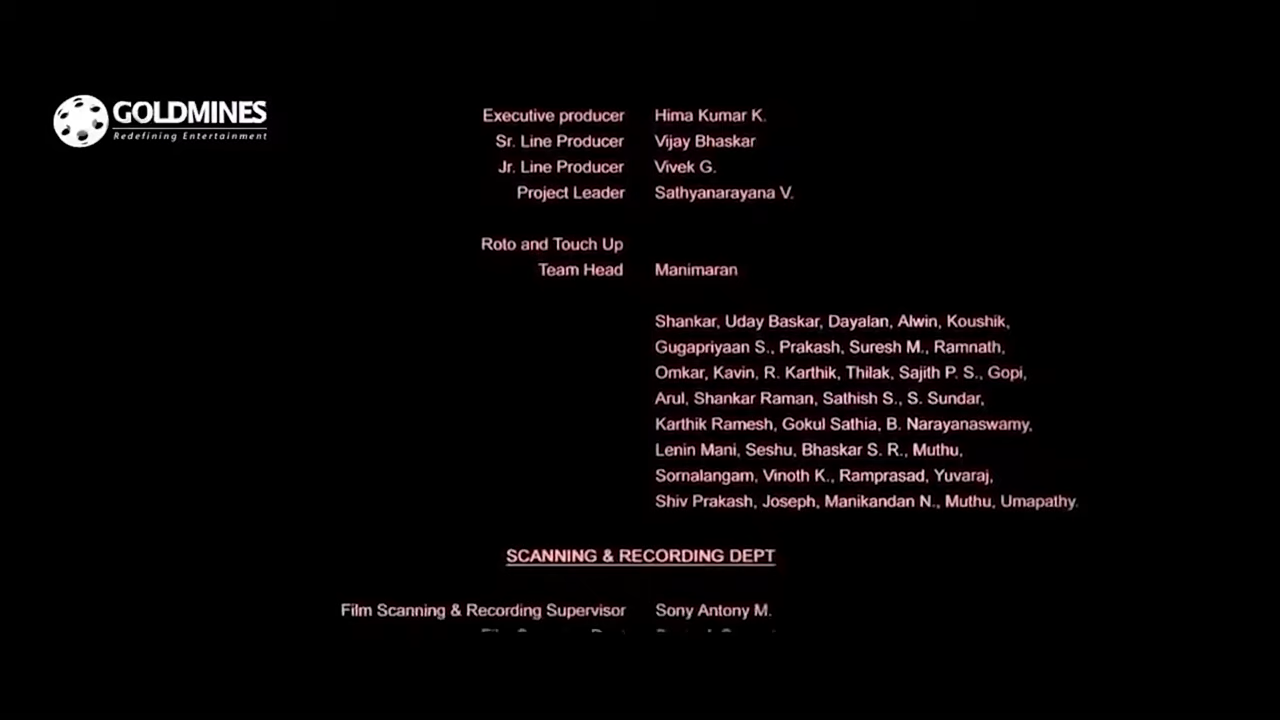 GOLDMINES
Redefining Entertainment
Executive producer Hima Kumar K.
Sr. Line Producer Vijay Bhaskar
Jr. Line Producer Vivek G.
Project Leader Sathyanarayana V.
Roto and Touch Up
Team Head Manimaran
Shankar, Uday Baskar, Dayalan, Alwin, Koushik,
Gugapriyaan S., Prakash, Suresh M., Ramnath,
Omkar, Kavin, R. Karthik, Thilak, Sajith P. S., Gopi,
Arul, Shankar Raman, Sathish S., S. Sundar,
Karthik Ramesh, Gokul Sathia, B. Narayanaswamy,
Lenin Mani, Seshu, Bhaskar S. R., Muthu,
Sornalangam, Vinoth K., Ramprasad, Yuvaraj,
Shiv Prakash, Joseph, Manikandan N., Muthu, Umapathy.
SCANNING & RECORDING DEPT
Film Scanning & Recording Supervisor Sony Antony M.